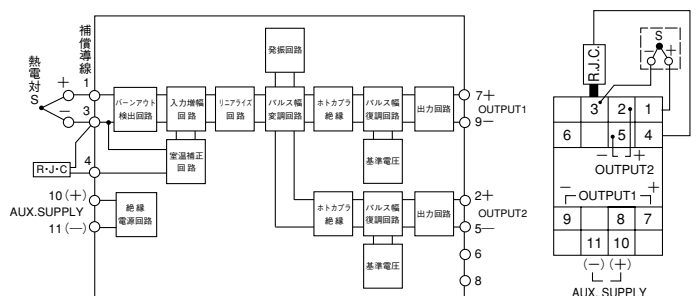 補償導線
熱電対S
+
1
3
−
R・J・C
4
10(+)
AUX.SUPPLY
11(—)
バーンアウト
検出回路
入力増幅
回路
リニアライズ
回路
発振回路
パルス幅
変調回路
ホトカプラ
絶縁
パルス幅
復調回路
出力回路
7+
OUTPUT1
9−
室温補正
回路
基準電圧
絶縁
電源回路
ホトカプラ
絶縁
パルス幅
復調回路
出力回路
2+
OUTPUT2
5−
基準電圧
6
8
R.J.C.
S
− +
3 2 1
6 5 4
− +
OUTPUT2
− +
OUTPUT1
9 8 7
11 10
(−) (+)
AUX. SUPPLY